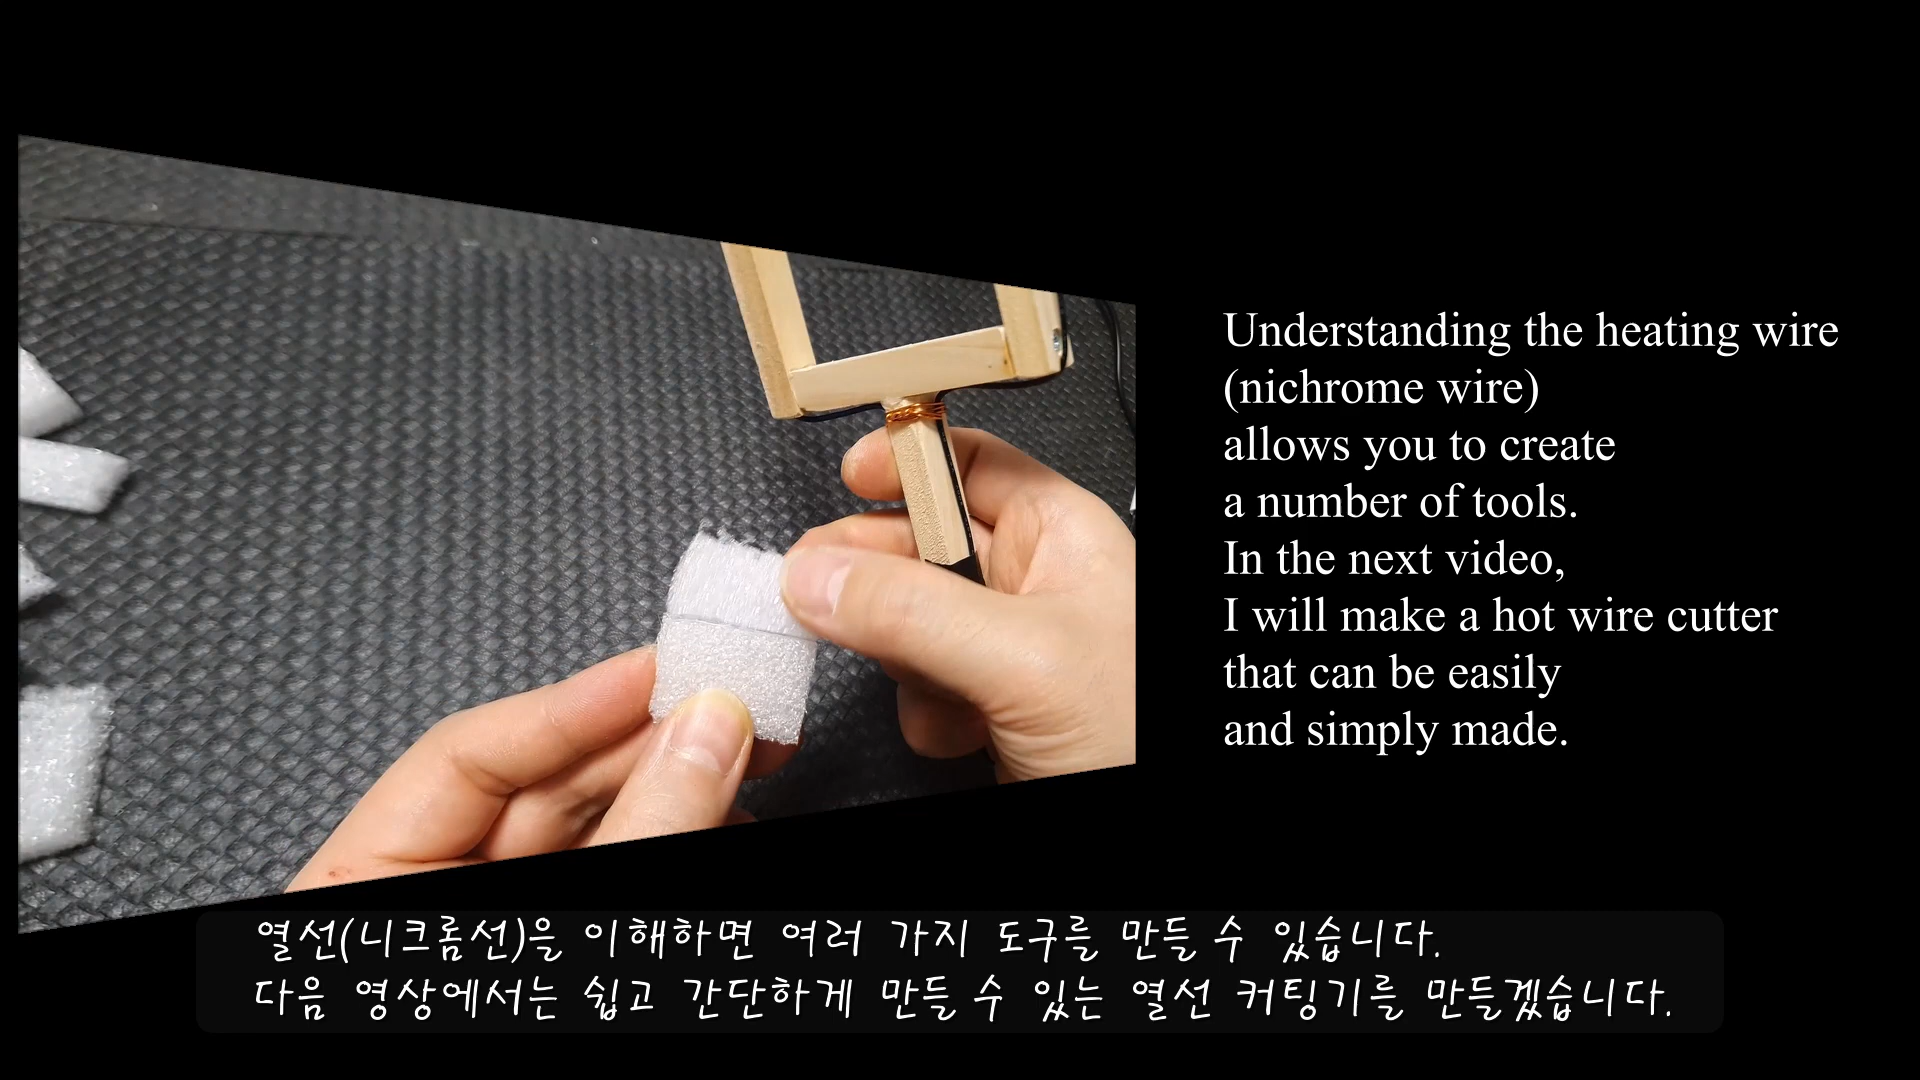 Understanding the heating wire
(nichrome wire)
allows you to create
a number of tools.
In the next video,
I will make a hot wire cutter
that can be easily
and simply made.
열선(니크롬선)을 이해하면 여러 가지 도구를 만들 수 있습니다.
다음 영상에서는 쉽고 간단하게 만들 수 있는 열선 커팅기를 만들겠습니다.